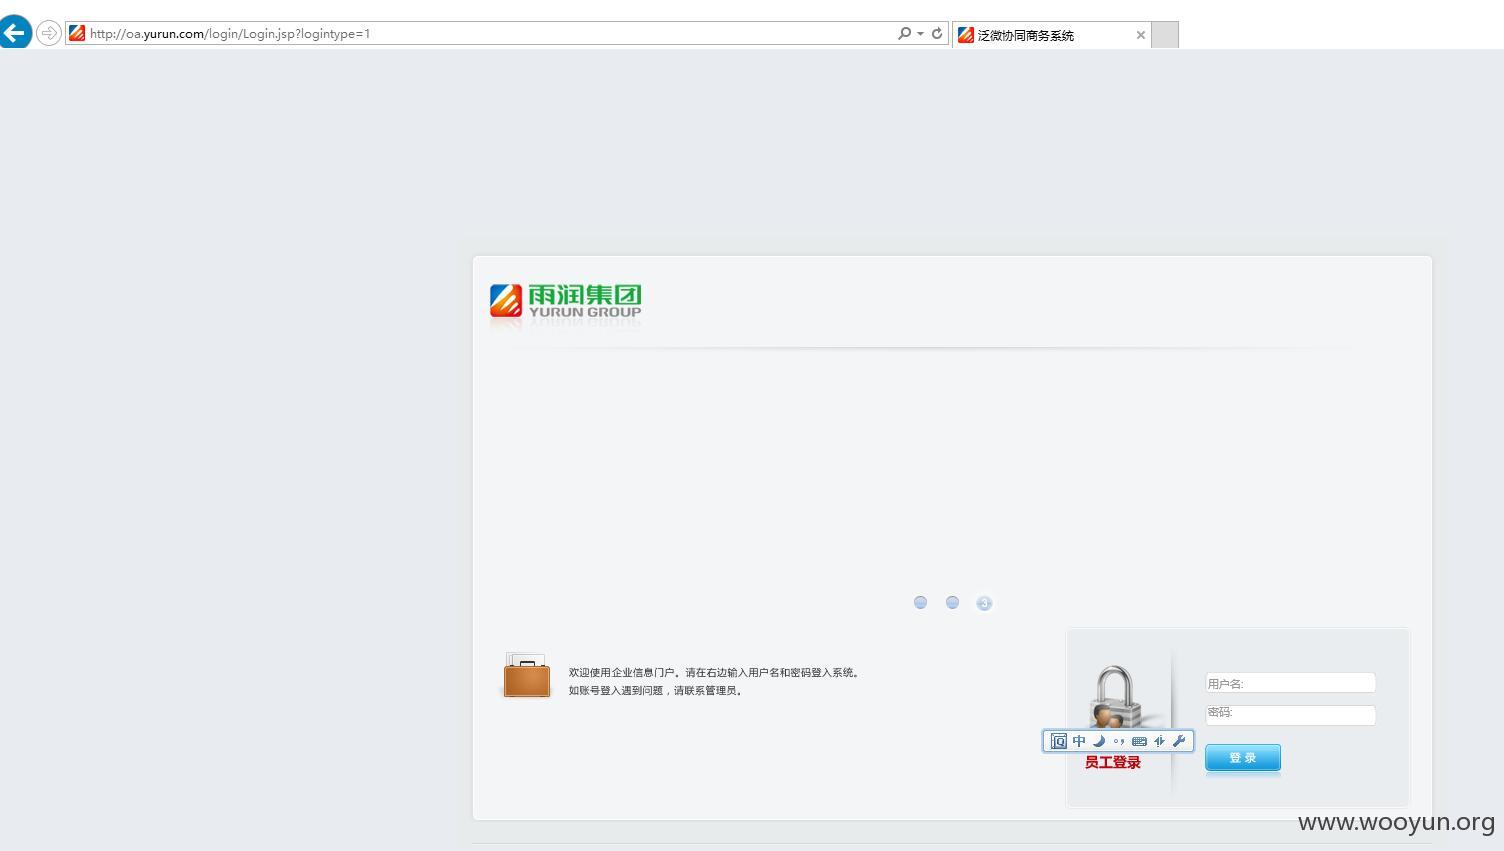 http://oa.yurun.com/login/Login.jsp?logintype=1
泛微协同商务系统
雨润集团
YURUN GROUP
3
欢迎使用企业信息门户。请在右边输入用户名和密码登入系统。
如账号登入遇到问题，请联系管理员。
用户名:
密码:
中
员工登录
登 录
www.wooyun.org